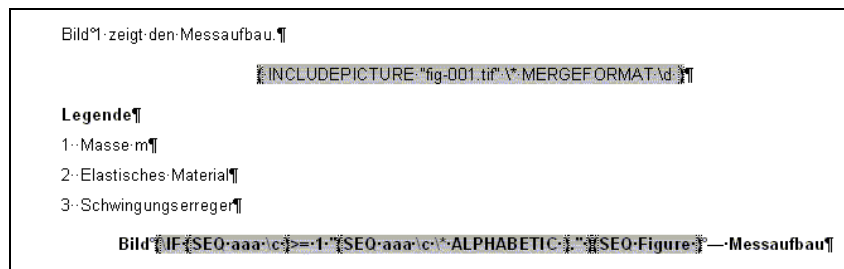 Bild°1·zeigt·den·Messaufbau.¶
{·INCLUDEPICTURE·"fig-001.tif"·\*·MERGEFORMAT·\d·}¶
Legende¶
1··Masse·m¶
2··Elastisches·Material¶
3··Schwingungserreger¶
Bild°{\IF·{SEQ·aaa·\c·}>=·1·"{SEQ·aaa·\c·\*·ALPHABETIC·}."·}{SEQ·Figure·}°—·Messaufbau¶